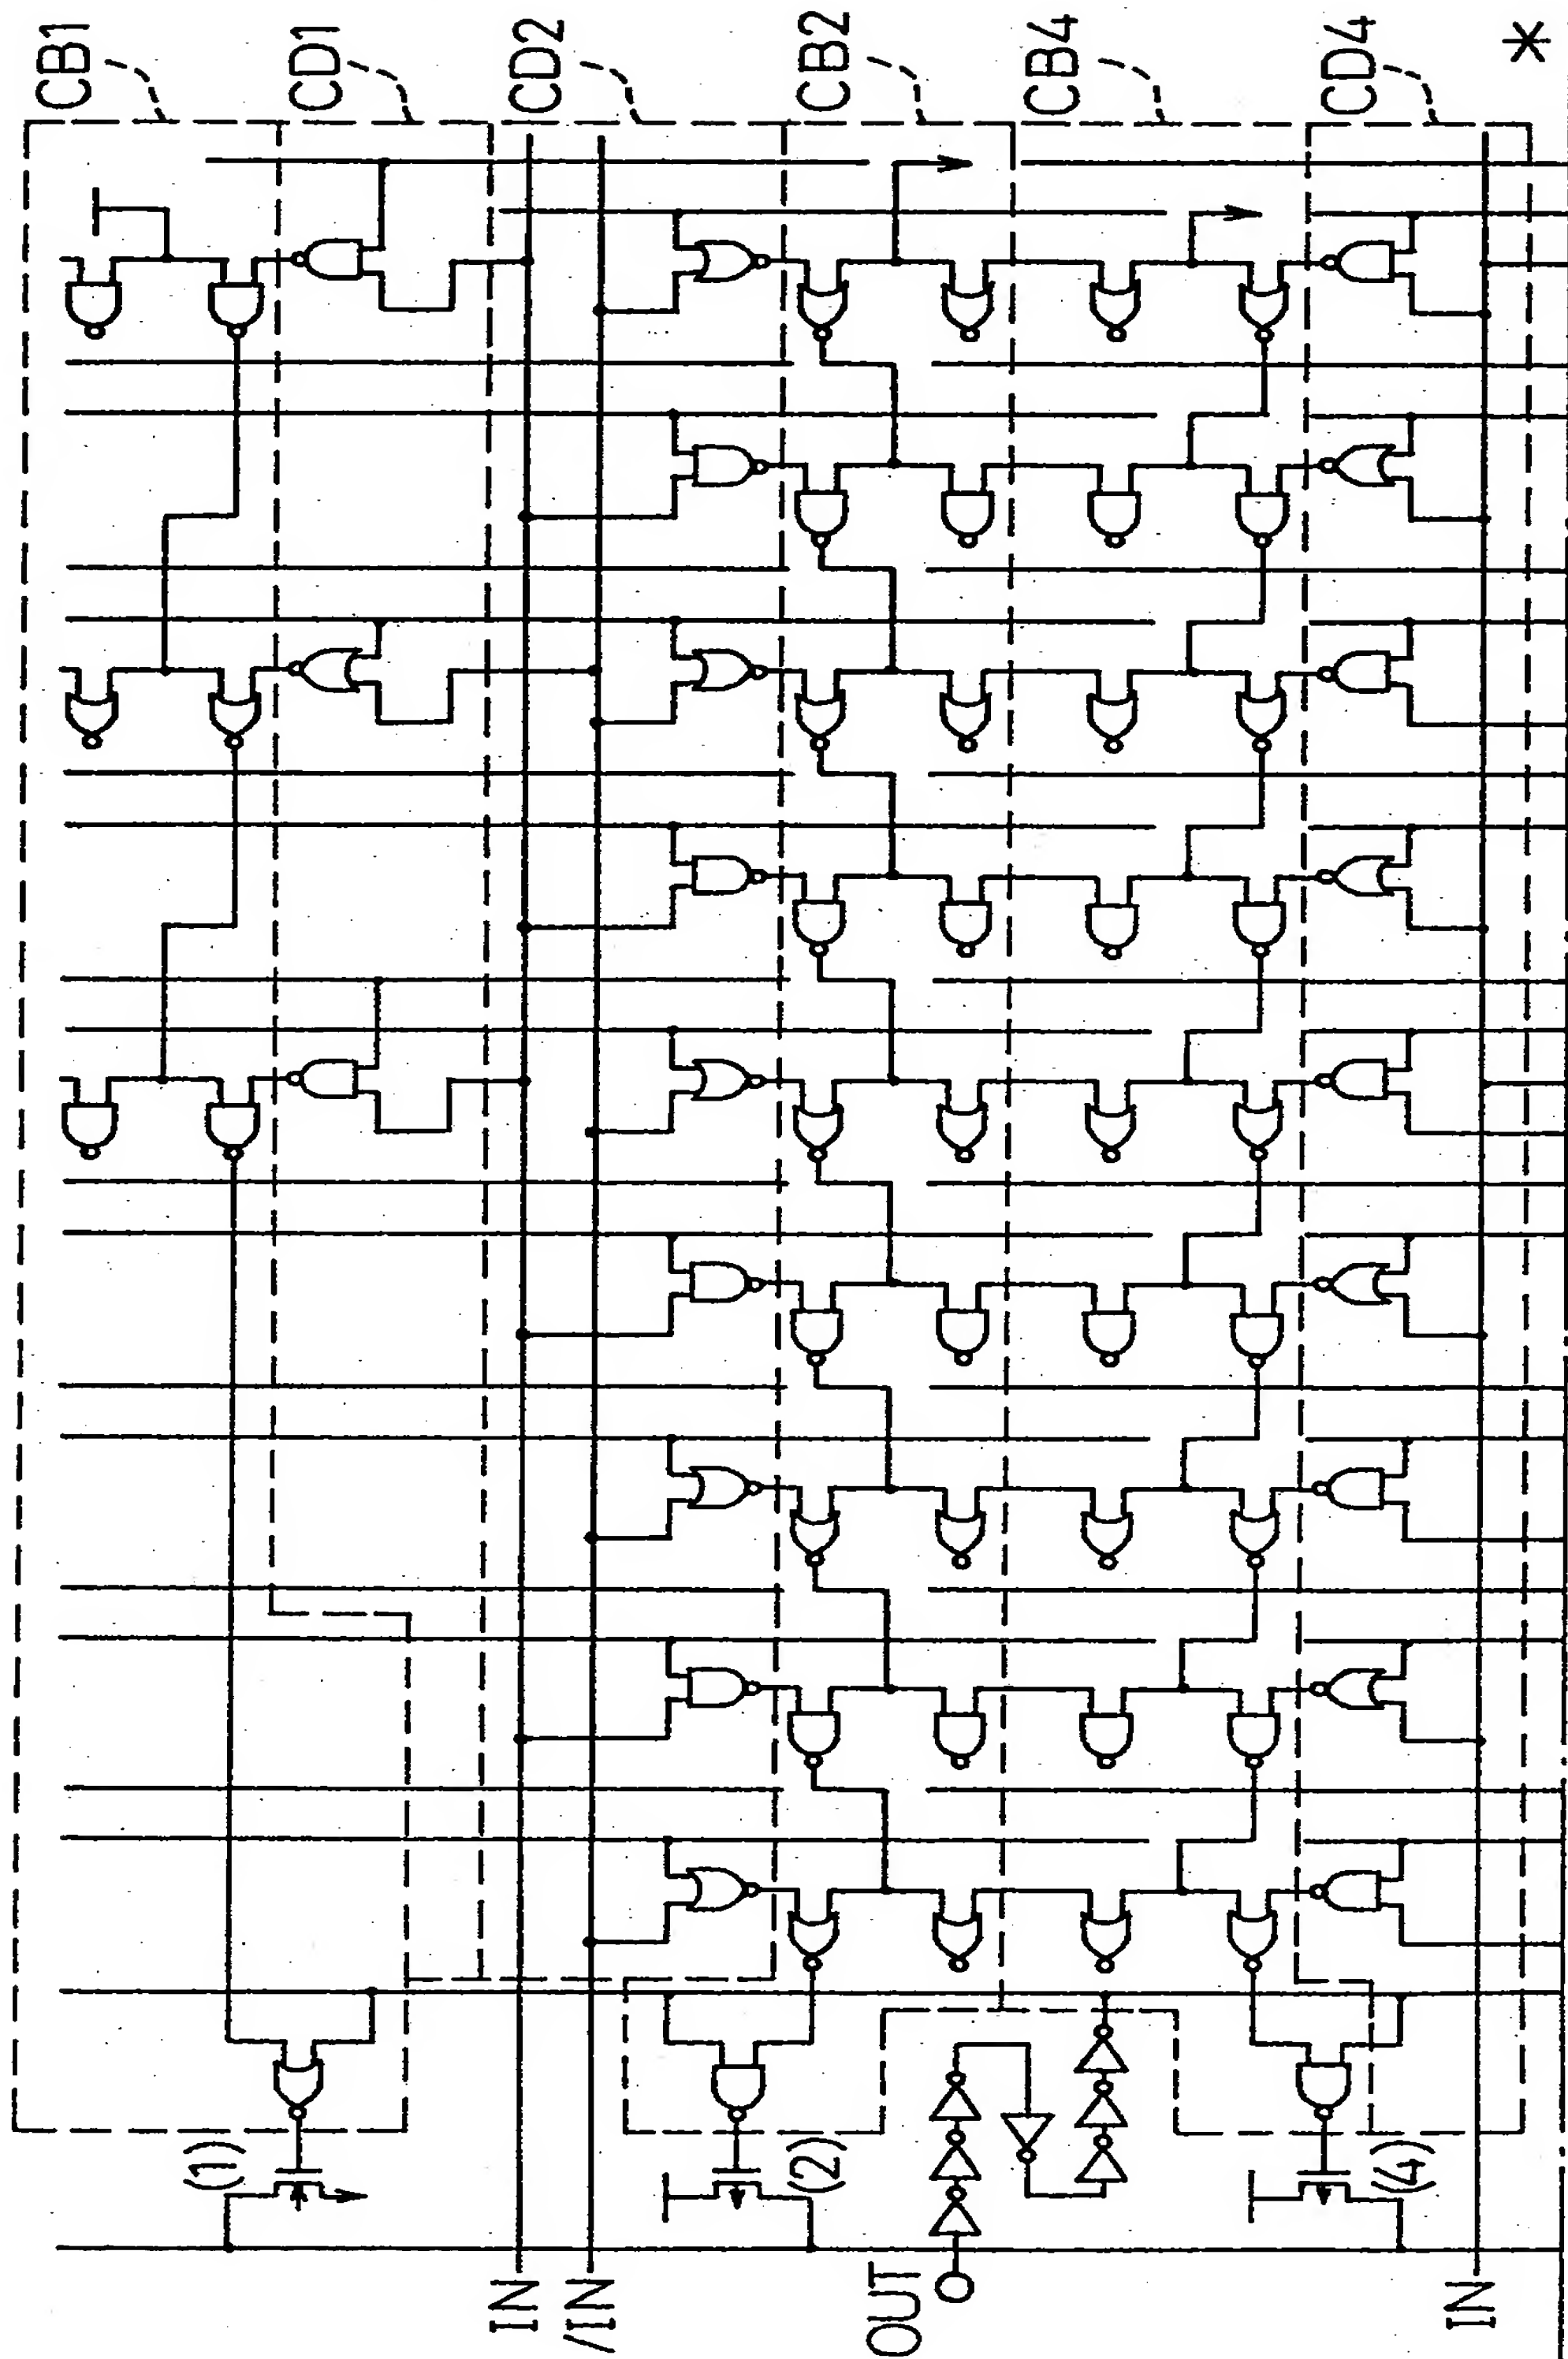 CB1
CD1
CD2
CB2
CB4
CD4
*
(1)
(2)
(4)
IN
/IN
OUT
IN